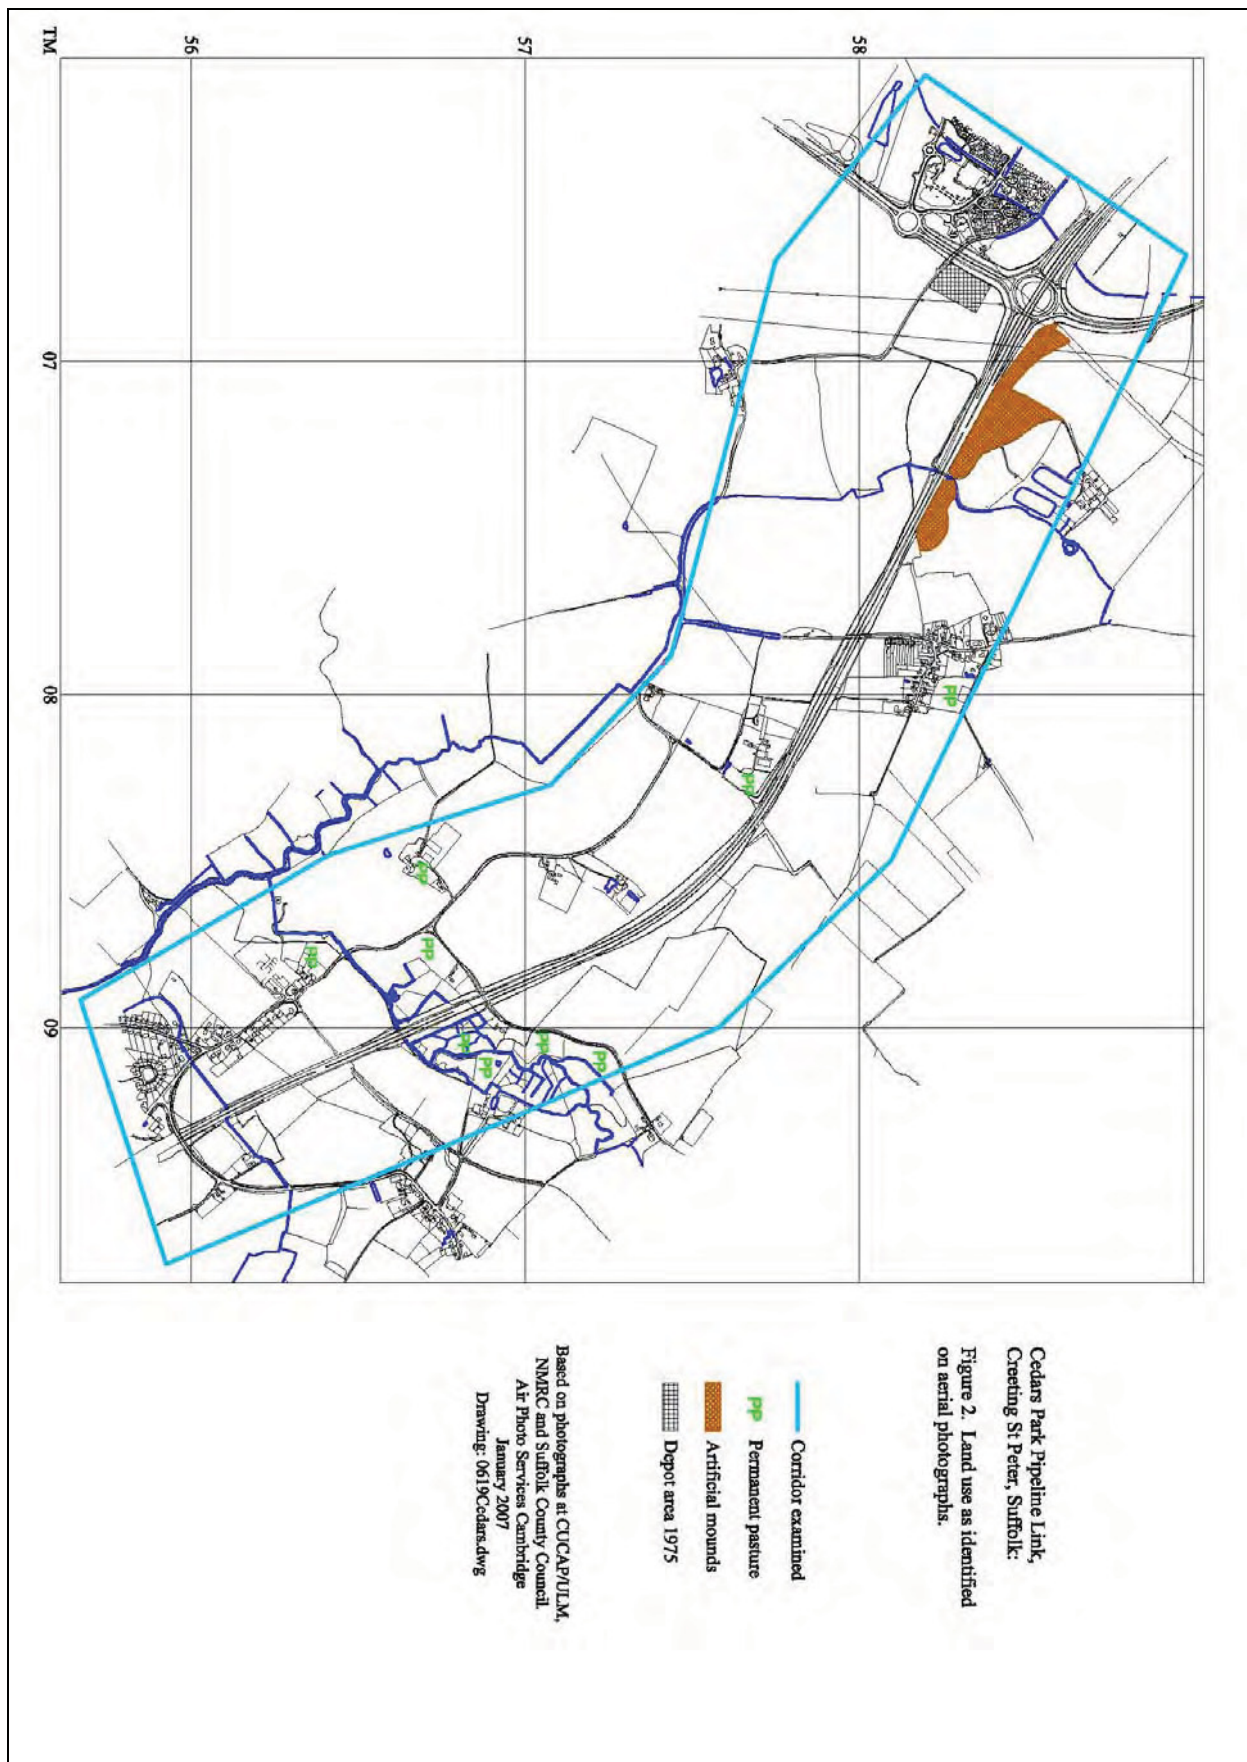 Cedars Park Pipeline Link,
Creeting St Peter, Suffolk:
Figure 2. Land use as identified
on aerial photographs.
Corridor examined
PP Permanent pasture
Artificial mounds
Depot area 1975
Based on photographs at CUCAP/ULM,
NMRC and Suffolk County Council.
Air Photo Services Cambridge
January 2007
Drawing: 0619Cedars.dwg
58
57
56
TM
07
08
09
PP
PP
PP
PP
PP
PP
PP
PP
PP